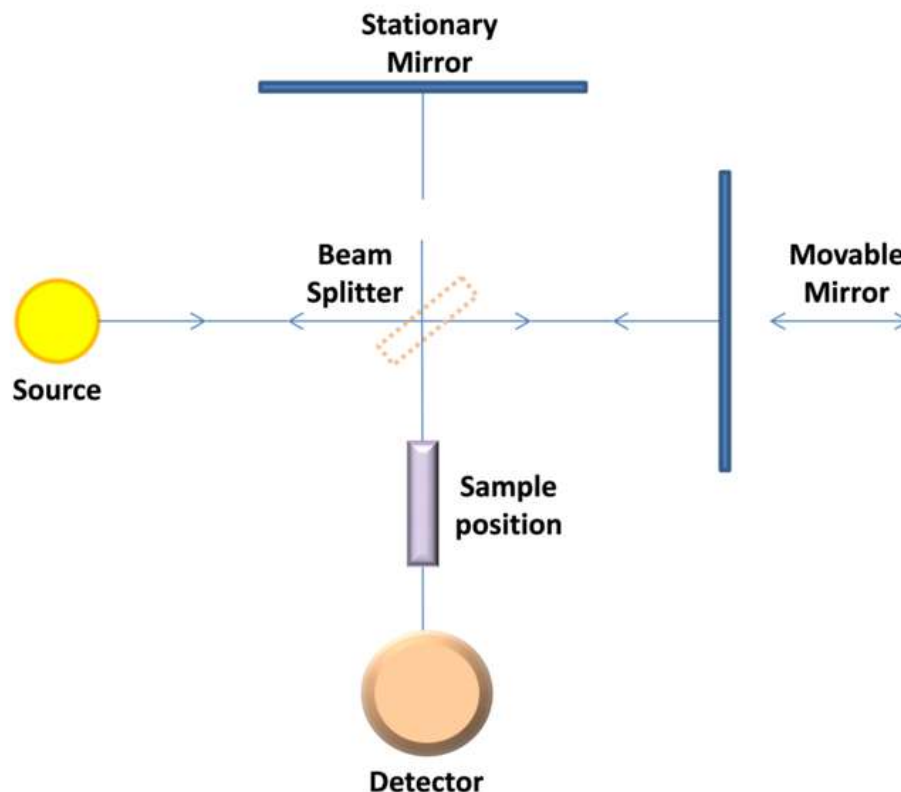 Stationary
Mirror
Beam
Splitter
Movable
Mirror
Source
Sample
position
Detector